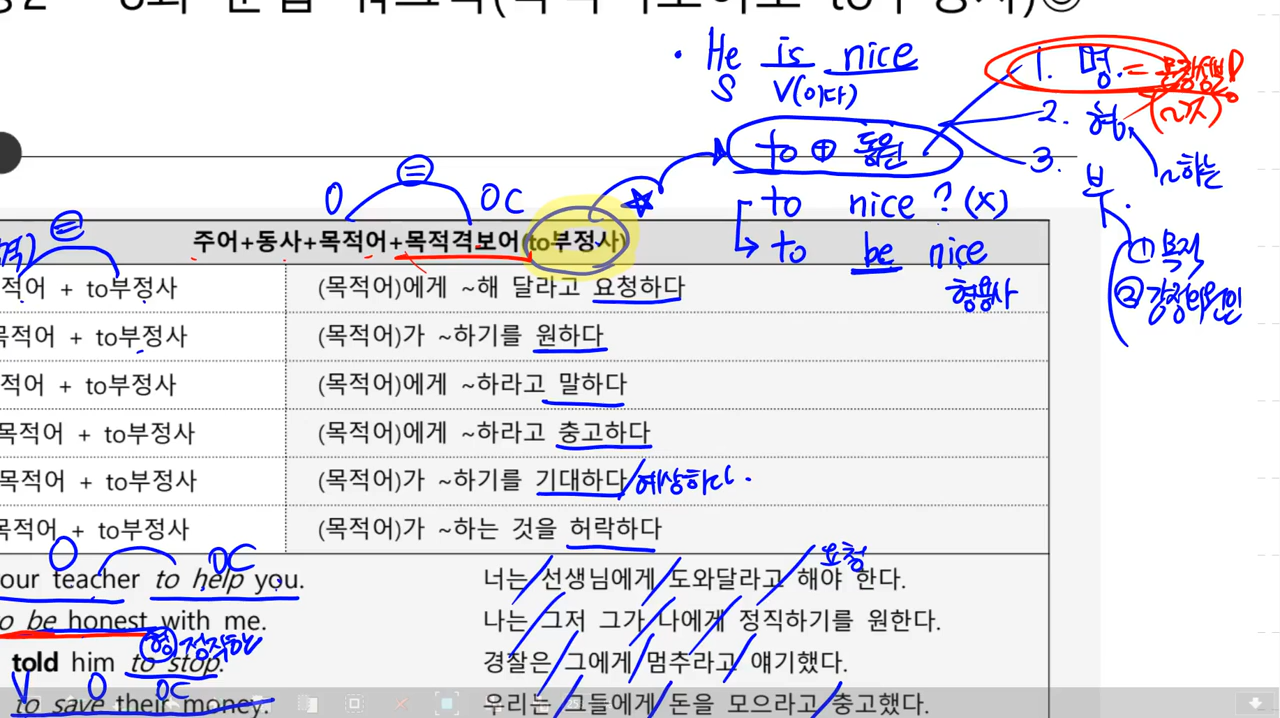 He is nice
S V(이다)
1. 명.
2. 형.
(~것)
3. 부
~하는
to + 동원
to nice ? (x)
to be nice
형용사
① 목적
② 감정의 원인
O = OC
주어+동사+목적어+목적격보어(to부정사)
적어 + to부정사 (목적어)에게 ~해 달라고 요청하다
목적어 + to부정사 (목적어)가 ~하기를 원하다
적어 + to부정사 (목적어)에게 ~하라고 말하다
목적어 + to부정사 (목적어)에게 ~하라고 충고하다
목적어 + to부정사 (목적어)가 ~하기를 기대하다/예상하다.
목적어 + to부정사 (목적어)가 ~하는 것을 허락하다
O OC 요청
our teacher to help you. 너는 선생님에게 도와달라고 해야 한다.
o be honest with me. 나는 그저 그가 나에게 정직하기를 원한다.
형 정직한
told him to stop. 경찰은 그에게 멈추라고 얘기했다.
V O OC
to save their money. 우리는 그들에게 돈을 모으라고 충고했다.